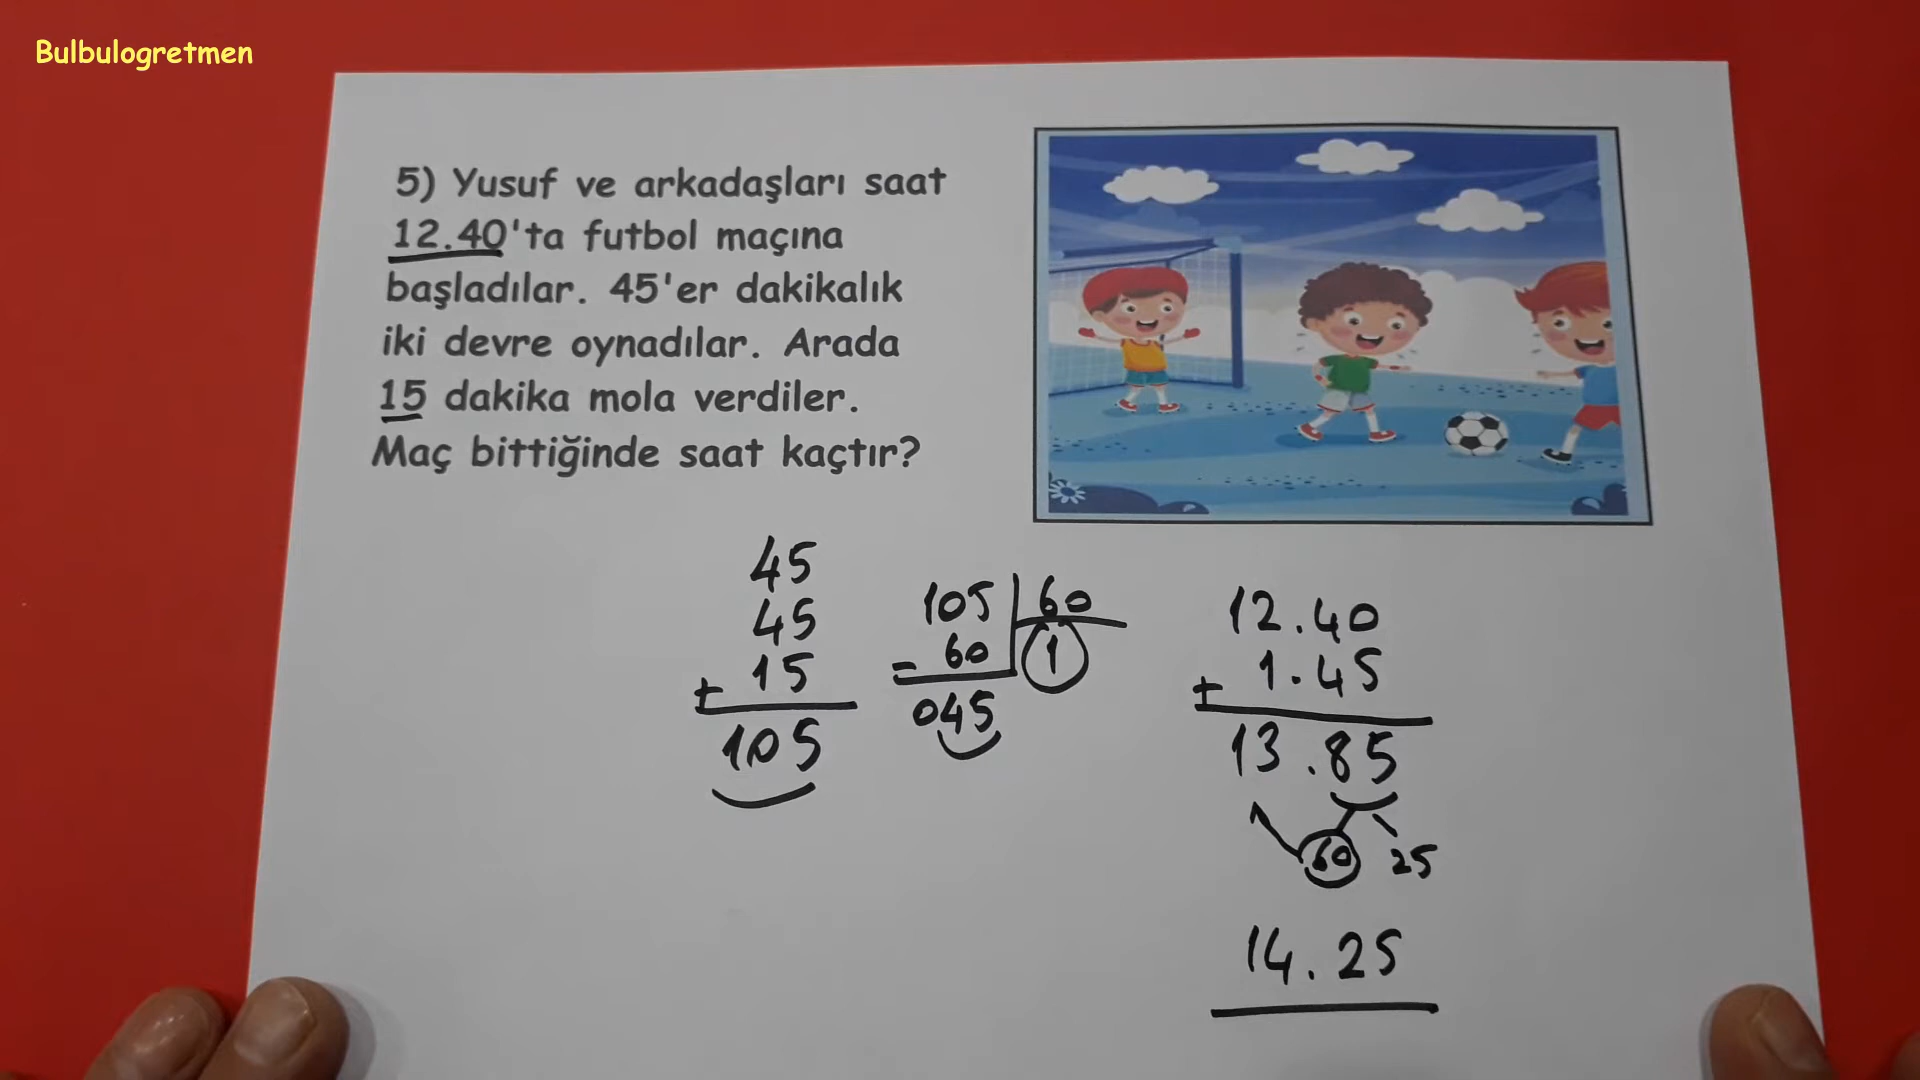 Bulbulogretmen
5) Yusuf ve arkadaşları saat
12.40'ta futbol maçına
başladılar. 45'er dakikalık
iki devre oynadılar. Arada
15 dakika mola verdiler.
Maç bittiğinde saat kaçtır?
45
45
+ 15
105
105 | 60
- 60 1
045
12.40
+ 1.45
13.85
60 25
14.25